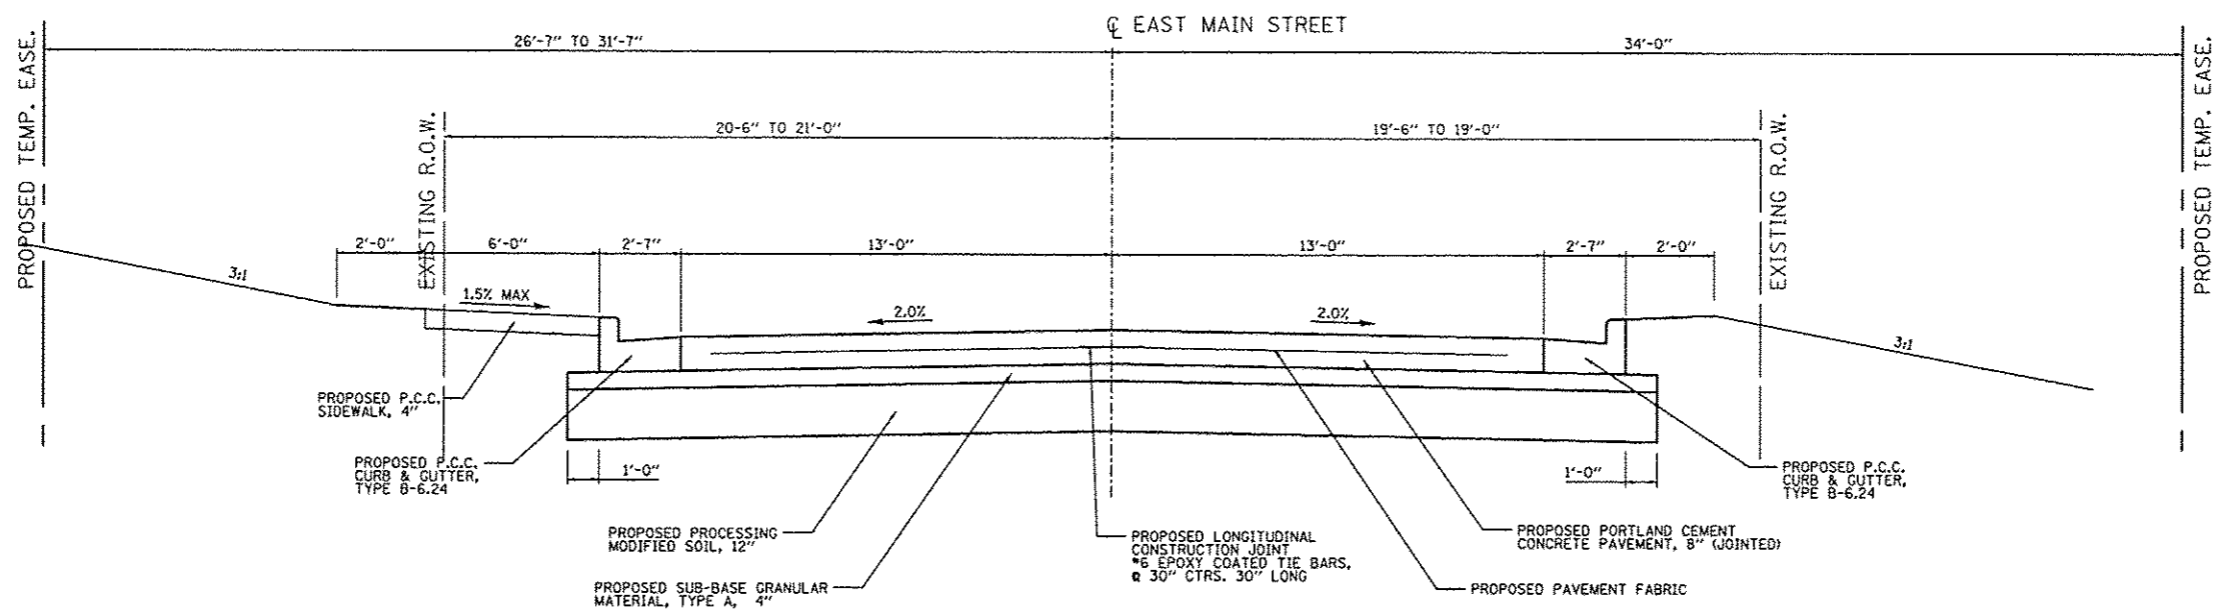 ℄ EAST MAIN STREET
26'-7" TO 31'-7"
34'-0"
PROPOSED TEMP. EASE.
PROPOSED TEMP. EASE.
20-6" TO 21'-0"
19'-6" TO 19'-0"
EXISTING R.O.W.
EXISTING R.O.W.
2'-0"
6'-0"
2'-7"
13'-0"
13'-0"
2'-7"
2'-0"
3:1
1.5% MAX
2.0%
2.0%
3:1
PROPOSED P.C.C.
SIDEWALK, 4"
PROPOSED P.C.C.
CURB & GUTTER,
TYPE B-6.24
1'-0"
1'-0"
PROPOSED P.C.C.
CURB & GUTTER,
TYPE B-6.24
PROPOSED PROCESSING
MODIFIED SOIL, 12"
PROPOSED SUB-BASE GRANULAR
MATERIAL, TYPE A, 4"
PROPOSED LONGITUDINAL
CONSTRUCTION JOINT
#6 EPOXY COATED TIE BARS,
@ 30" CTRS. 30" LONG
PROPOSED PORTLAND CEMENT
CONCRETE PAVEMENT, 8" (JOINTED)
PROPOSED PAVEMENT FABRIC